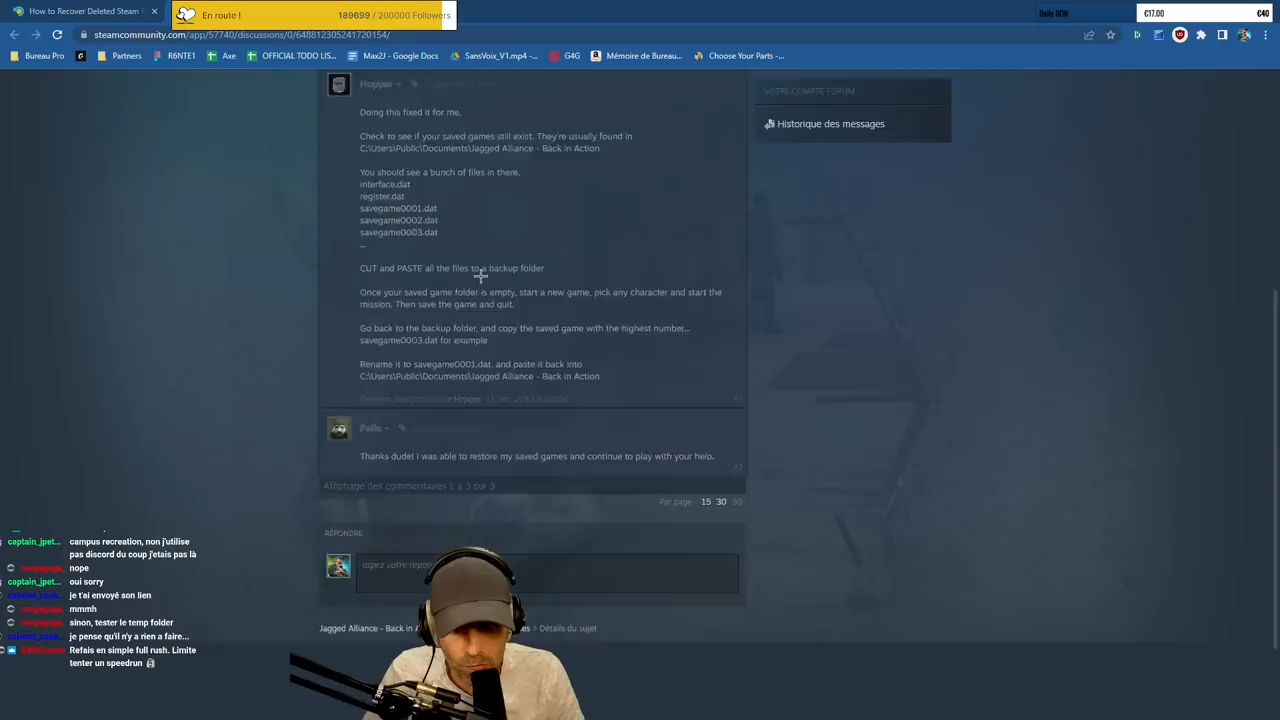 How to Recover Deleted Steam
En route !
189699 / 200000 Followers
Daily DON
€17.00
€40
steamcommunity.com/app/57740/discussions/0/648812305241720154/
Bureau Pro
Partners
R6NTE1
Axe
OFFICIAL TODO LIS...
Max2J - Google Docs
SansVoix_V1.mp4 -...
G4G
Mémoire de Bureau...
Choose Your Parts -...
Hopper
VOTRE COMPTE FORUM
Historique des messages
Doing this fixed it for me.
Check to see if your saved games still exist. They're usually found in
C:\Users\Public\Documents\Jagged Alliance - Back in Action
You should see a bunch of files in there.
interface.dat
register.dat
savegame0001.dat
savegame0002.dat
savegame0003.dat
...
CUT and PASTE all the files to a backup folder
Once your saved game folder is empty, start a new game, pick any character and start the
mission. Then save the game and quit.
Go back to the backup folder, and copy the saved game with the highest number...
savegame0003.dat for example
Rename it to savegame0001.dat, and paste it back into
C:\Users\Public\Documents\Jagged Alliance - Back in Action
Hopper
Thanks dude! I was able to restore my saved games and continue to play with your help.
Affichage des commentaires 1 à 3 sur 3
Par page: 15 30 50
RÉPONDRE
Jagged Alliance - Back in
> Détails du sujet
captain_jpet... campus recreation, non j'utilise
pas discord du coup j'etais pas là
nope
captain_jpet... oui sorry
je t'ai envoyé son lien
mmmh
sinon, tester le temp folder
je pense qu'il n'y a rien a faire...
Refais en simple full rush. Limite
tenter un speedrun